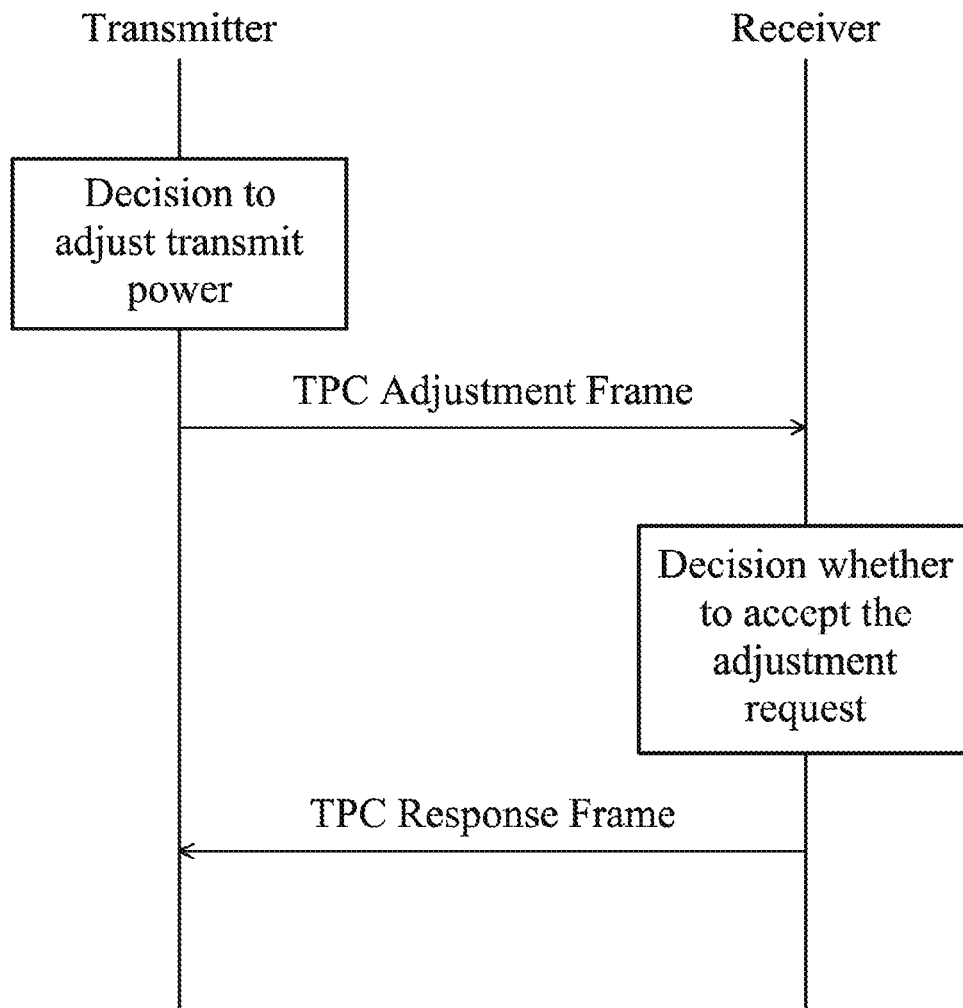 Transmitter
Receiver
Decision to
adjust transmit
power
TPC Adjustment Frame
Decision whether
to accept the
adjustment
request
TPC Response Frame